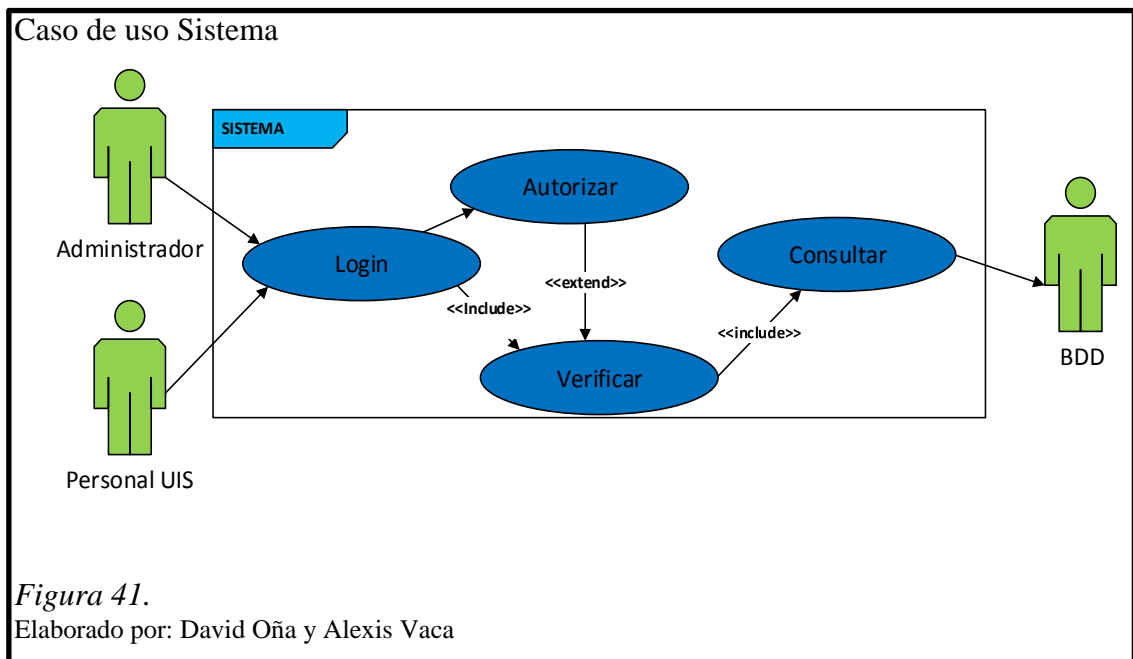 Caso de uso Sistema
SISTEMA
Autorizar
Administrador
Login
Consultar
<<extend>>
<<Include>>
<<include>>
BDD
Verificar
Personal UIS
Figura 41.
Elaborado por: David Oña y Alexis Vaca